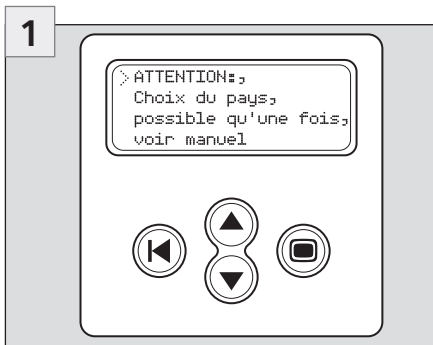 1
> ATTENTION:,
Choix du pays,
possible qu'une fois,
voir manuel